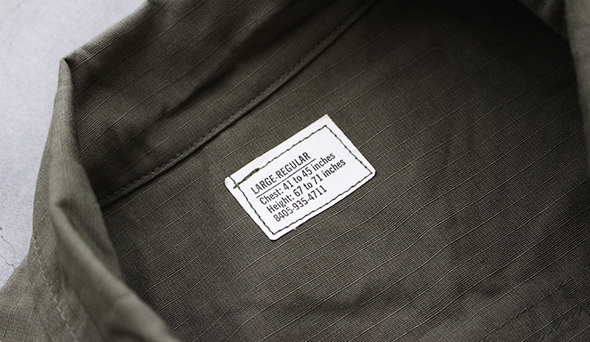 LARGE-REGULAR
Chest: 41 to 45 inches
Height: 67 to 71 inches
8405-935-4711